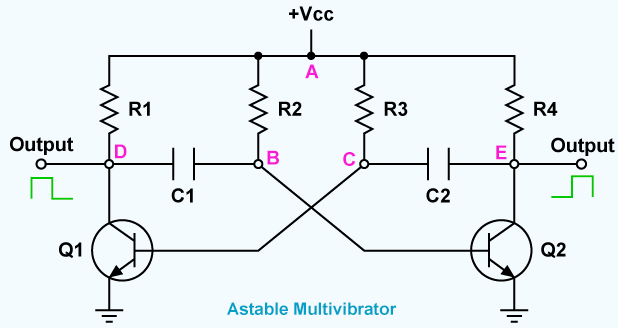 +Vcc
A
R1
R2
R3
R4
Output
D
B
C
E
Output
C1
C2
Q1
Q2
Astable Multivibrator